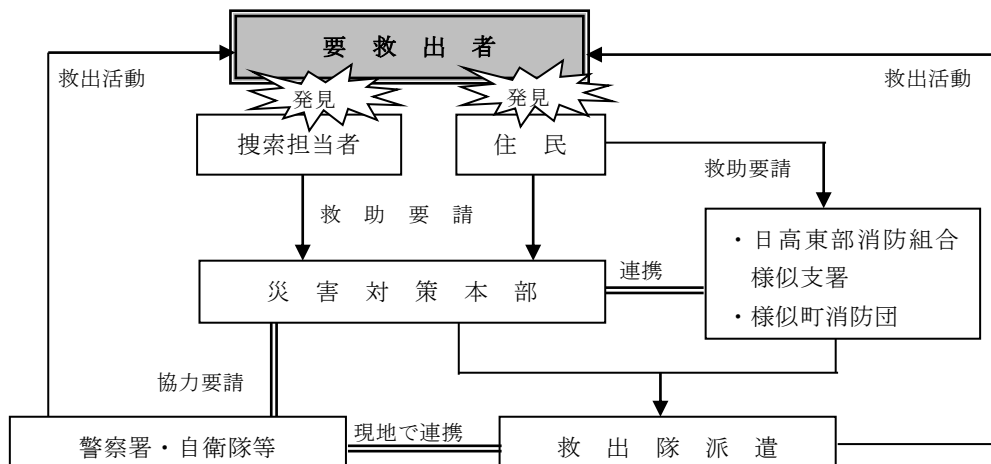 要救出者
救出活動
救出活動
発見
発見
捜索担当者
住民
救助要請
救助要請
・日高東部消防組合
様似支署
・様似町消防団
連携
災害対策本部
協力要請
警察署・自衛隊等
現地で連携
救出隊派遣